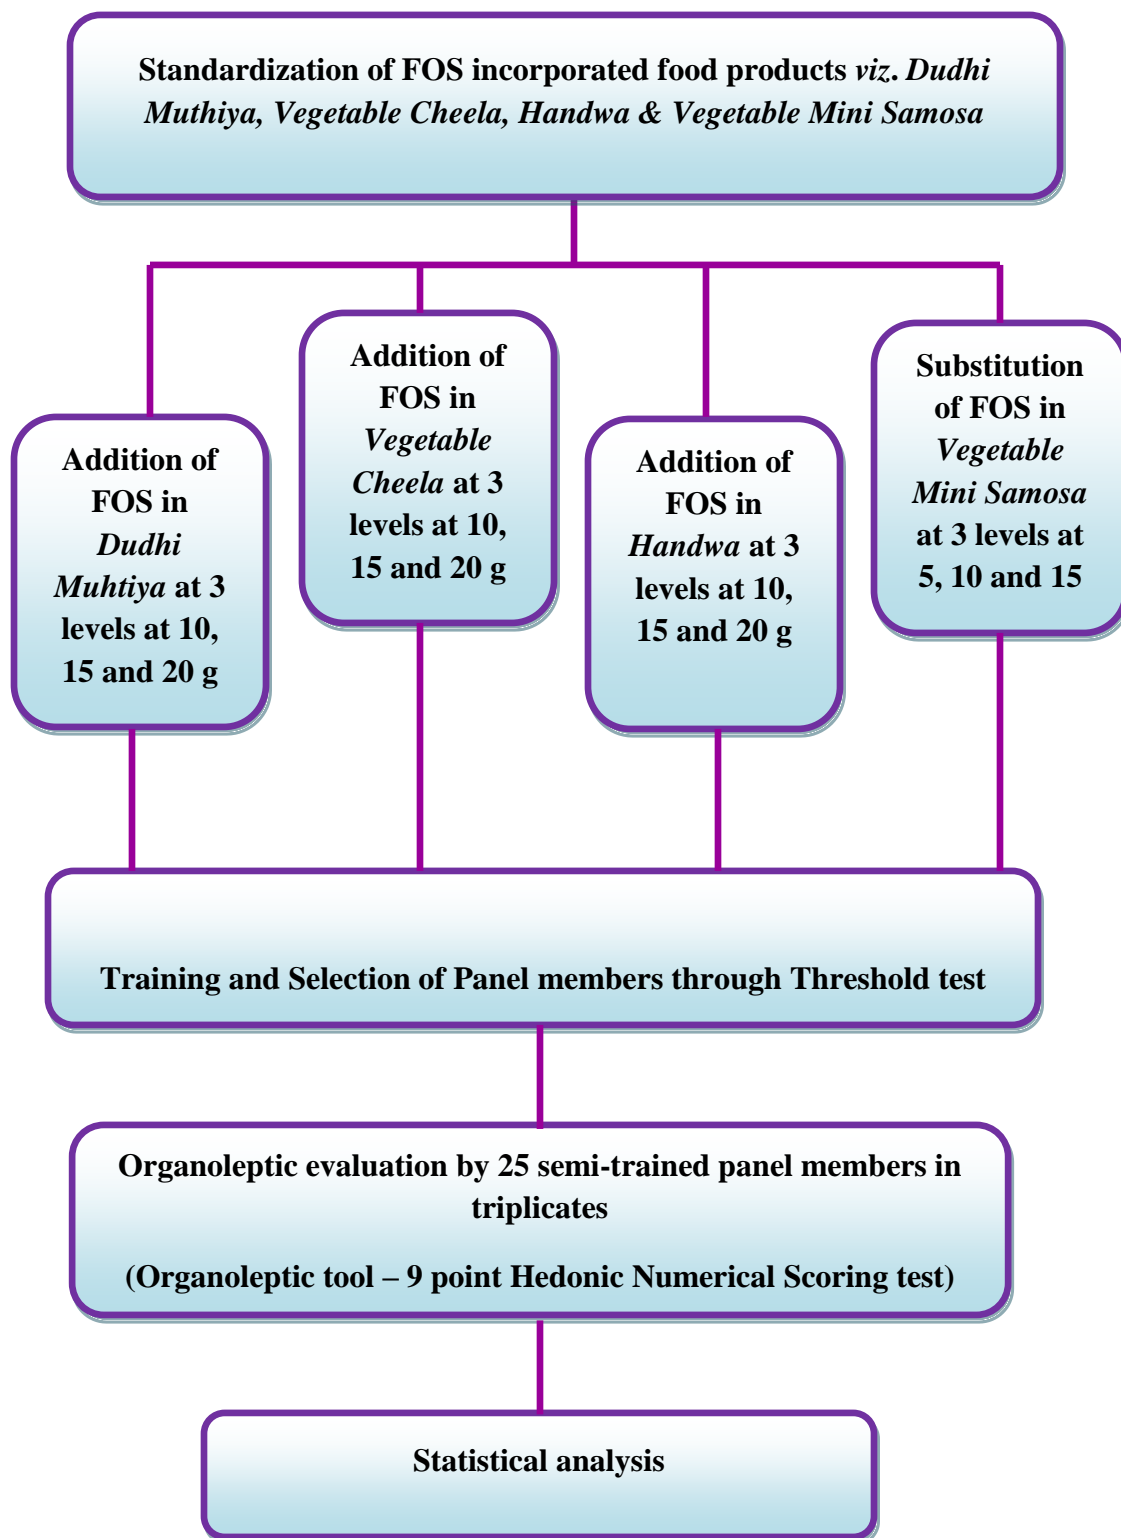 Standardization of FOS incorporated food products viz. Dudhi
Muthiya, Vegetable Cheela, Handwa & Vegetable Mini Samosa
Addition of
FOS in
Dudhi
Muhtiya at 3
levels at 10,
15 and 20 g
Addition of
FOS in
Vegetable
Cheela at 3
levels at 10,
15 and 20 g
Addition of
FOS in
Handwa at 3
levels at 10,
15 and 20 g
Substitution
of FOS in
Vegetable
Mini Samosa
at 3 levels at
5, 10 and 15
Training and Selection of Panel members through Threshold test
Organoleptic evaluation by 25 semi-trained panel members in
triplicates
(Organoleptic tool – 9 point Hedonic Numerical Scoring test)
Statistical analysis